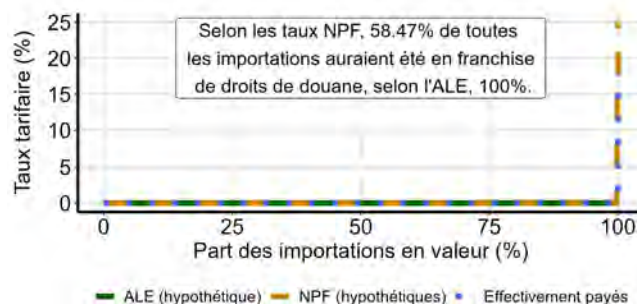 Selon les taux NPF, 58.47% de toutes
les importations auraient été en franchise
de droits de douane, selon l'ALE, 100%.
Taux tarifaire (%)
25
20
15
10
5
0
0 25 50 75 100
Part des importations en valeur (%)
ALE (hypothétique) NPF (hypothétiques) Effectivement payés